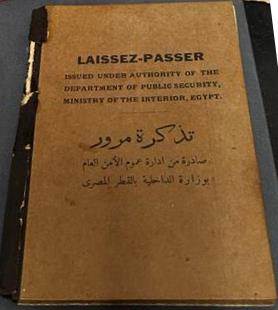 LAISSEZ-PASSER
ISSUED UNDER AUTHORITY OF THE
DEPARTMENT OF PUBLIC SECURITY,
MINISTRY OF THE INTERIOR, EGYPT.
تذكرة مرور
صادرة من ادارة عموم الأمن العام
بوزارة الداخلية بالقطر المصرى